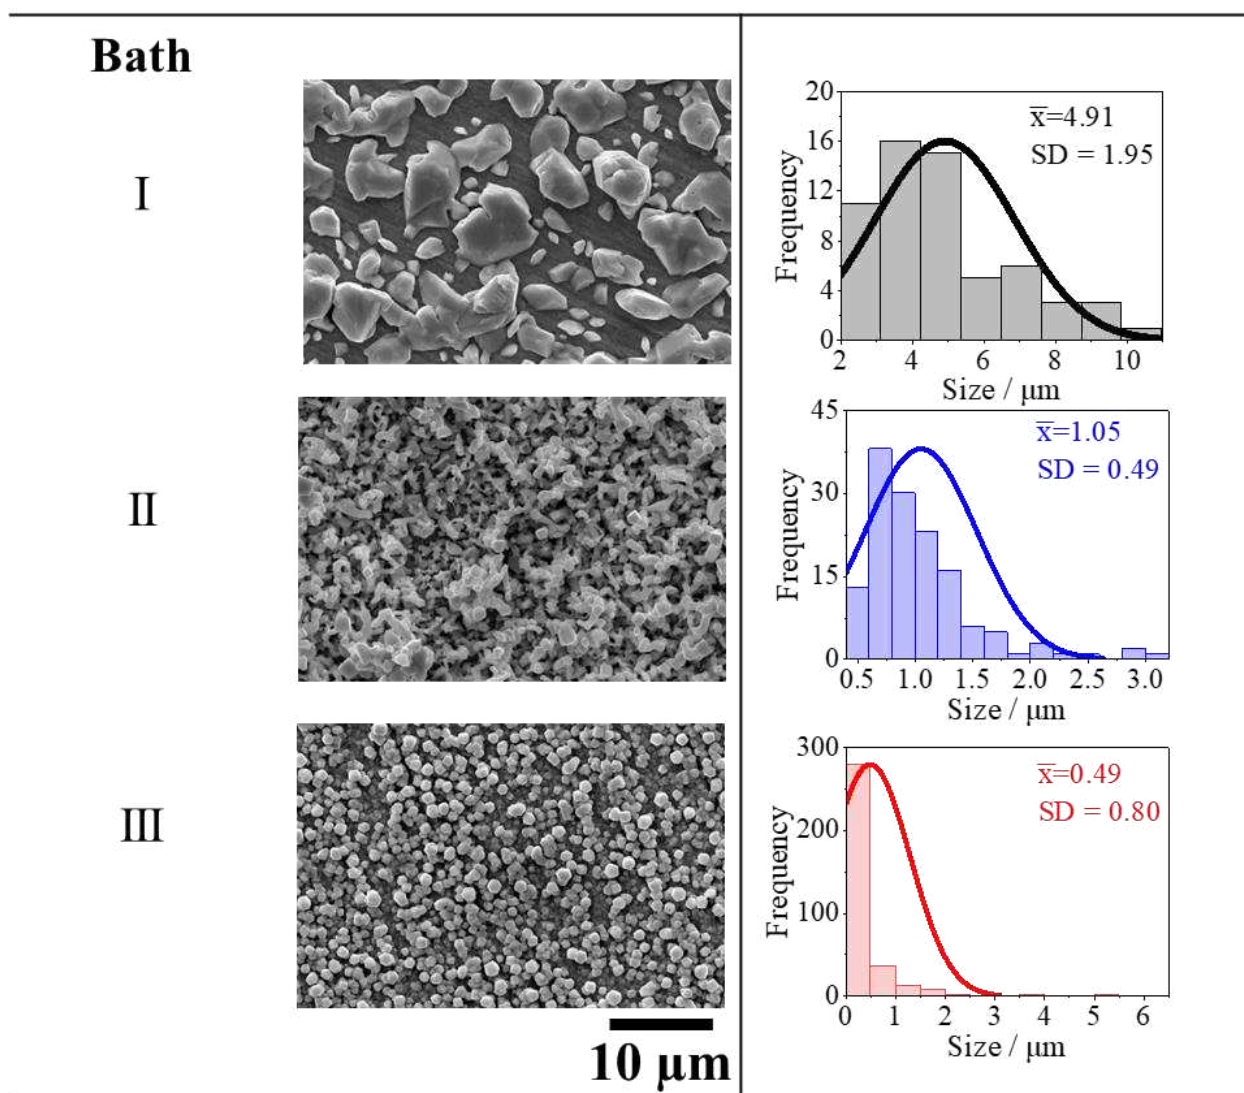 Bath
I
20
16
12
8
4
0
Frequency
x̅=4.91
SD = 1.95
2 4 6 8 10
Size / μm
II
45
30
15
0
Frequency
x̅=1.05
SD = 0.49
0.5 1.0 1.5 2.0 2.5 3.0
Size / μm
III
300
200
100
0
Frequency
x̅=0.49
SD = 0.80
0 1 2 3 4 5 6
Size / μm
10 μm